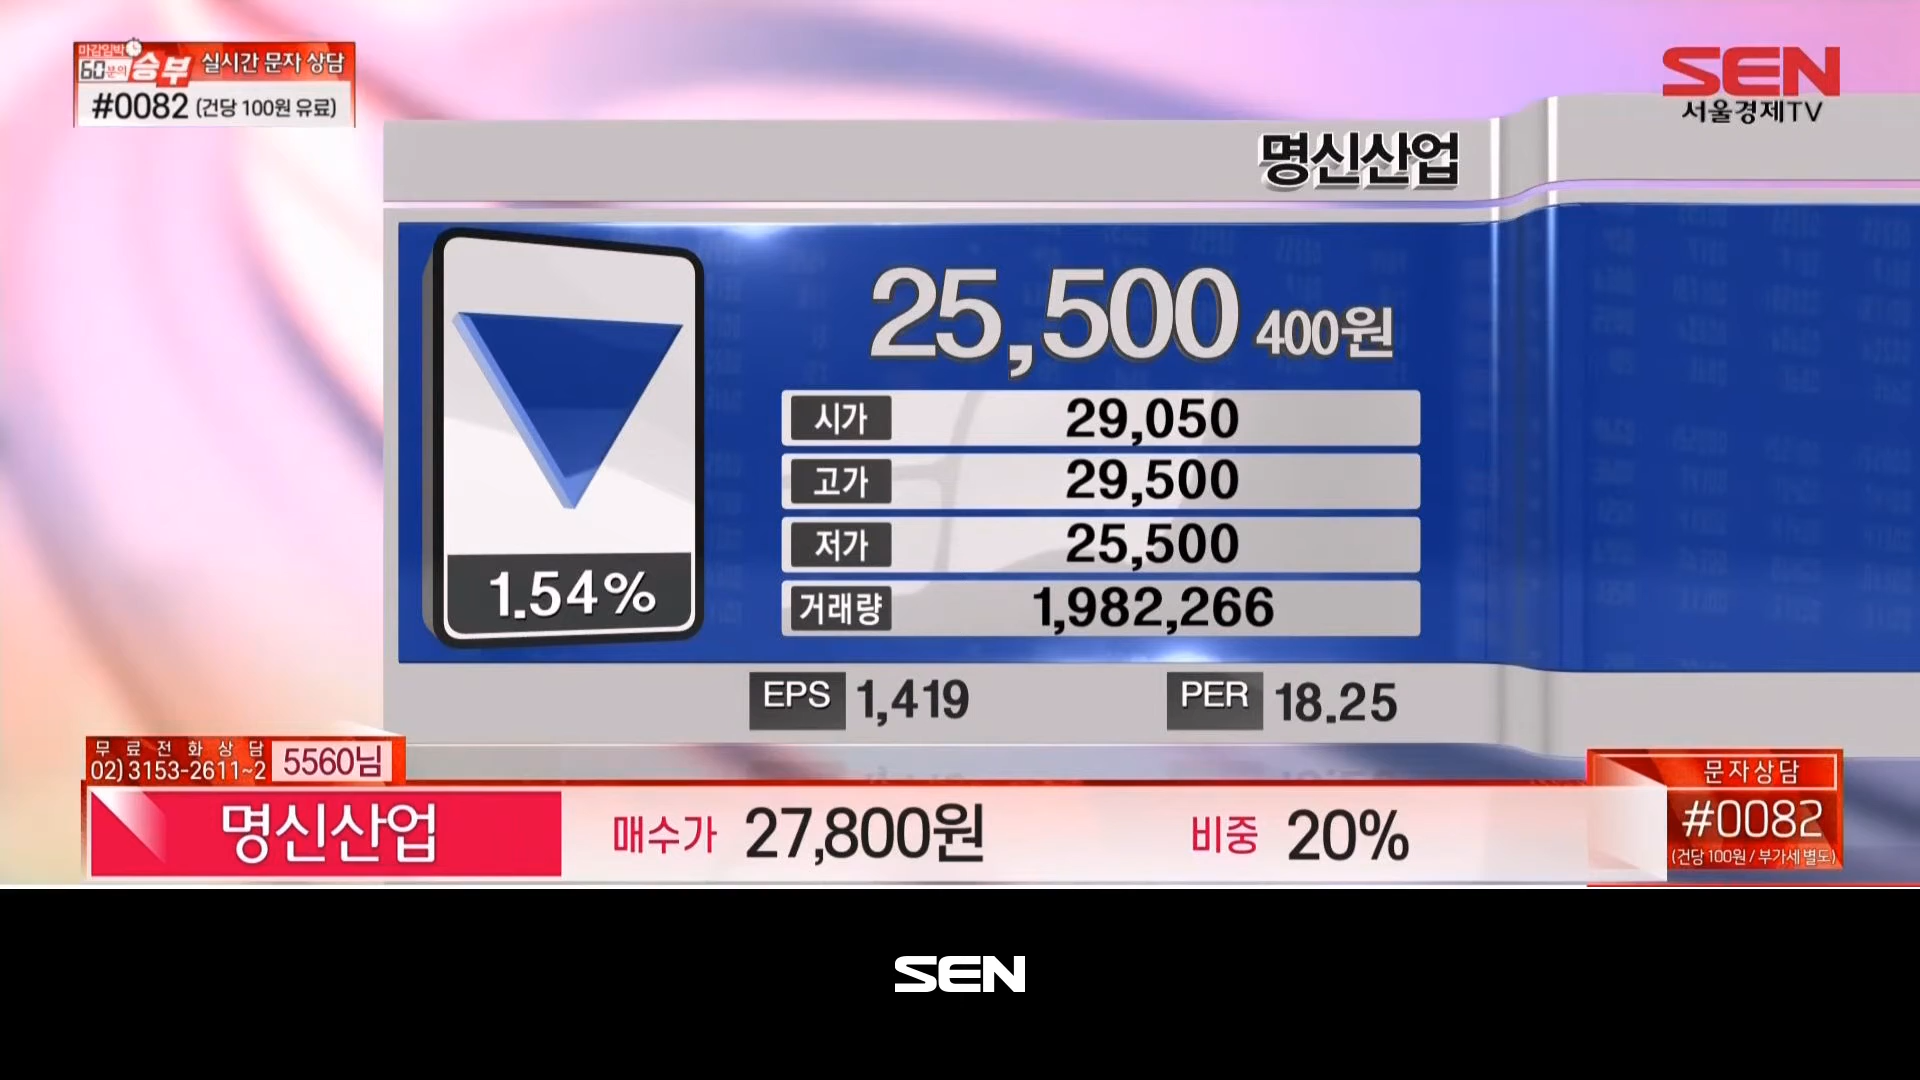 마감임박
60분의 승부 실시간 문자 상담
#0082 (건당 100원 유료)
SEN
서울경제TV
명신산업
25,500 400원
시가 29,050
고가 29,500
저가 25,500
거래량 1,982,266
1.54%
EPS 1,419 PER 18.25
무료전화상담
02) 3153-2611~2 5560님
명신산업 매수가 27,800원 비중 20%
문자상담
#0082
(건당 100원 / 부가세 별도)
SEN